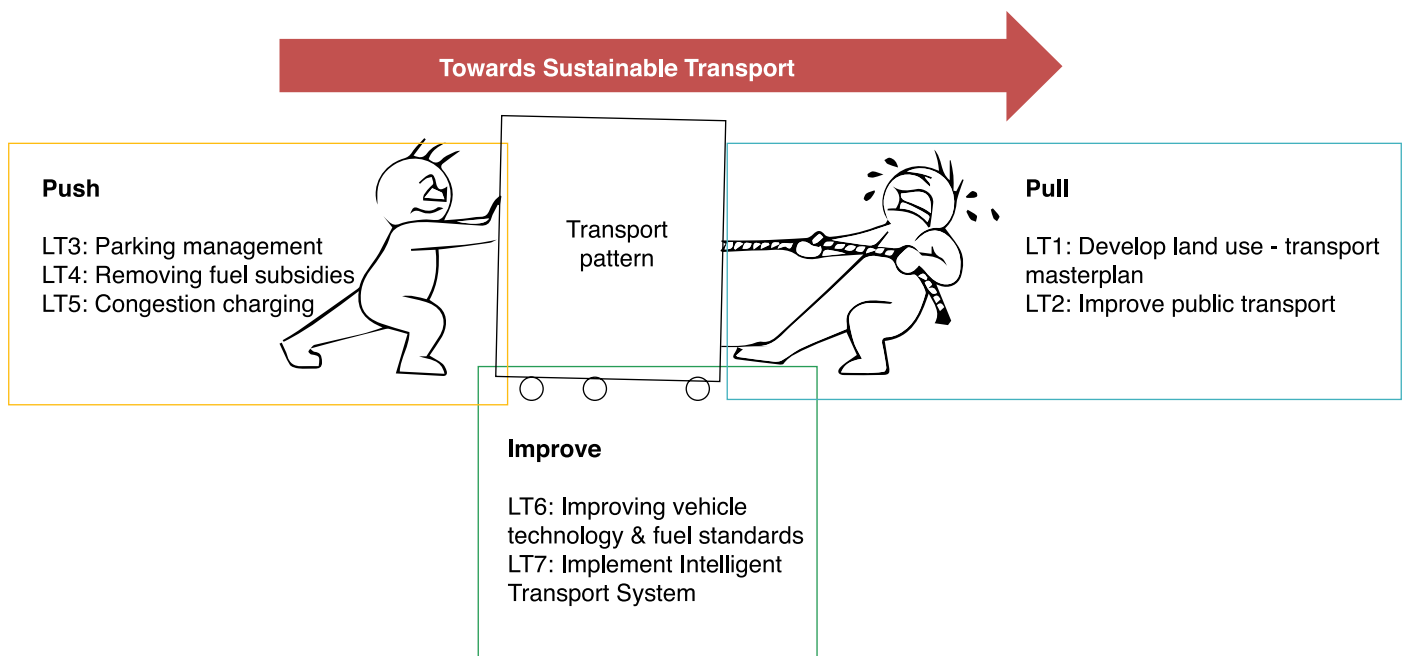 Towards Sustainable Transport
Push
LT3: Parking management
LT4: Removing fuel subsidies
LT5: Congestion charging
Transport
pattern
Pull
LT1: Develop land use - transport
masterplan
LT2: Improve public transport
Improve
LT6: Improving vehicle
technology & fuel standards
LT7: Implement Intelligent
Transport System